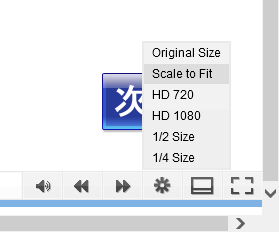 Original Size
Scale to Fit
次
HD 720
HD 1080
1/2 Size
1/4 Size